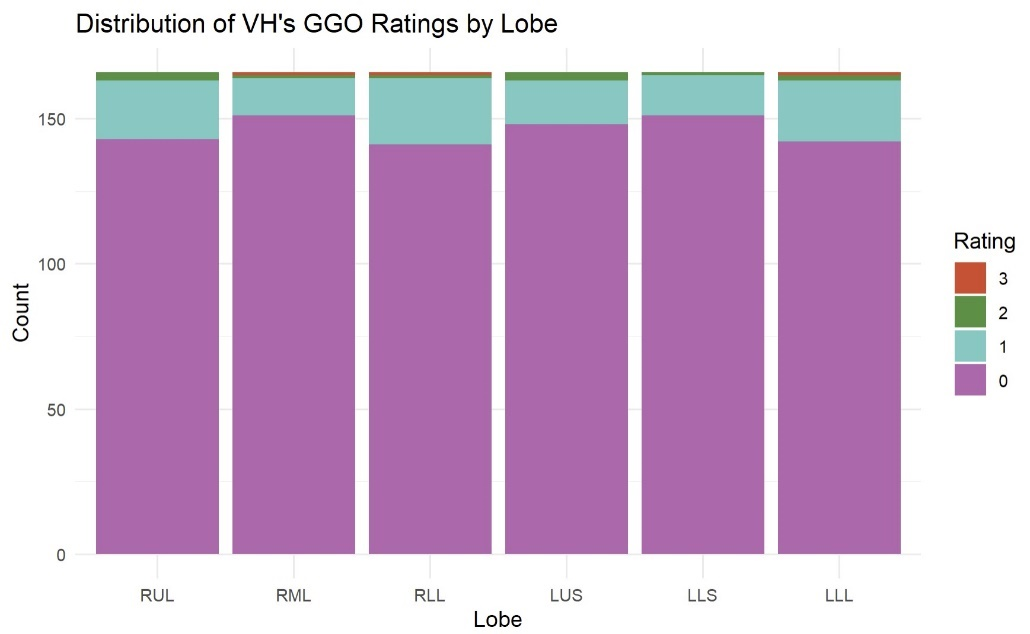 Distribution of VH's GGO Ratings by Lobe
Count
150
100
50
0
RUL RML RLL LUS LLS LLL
Lobe
Rating
3
2
1
0